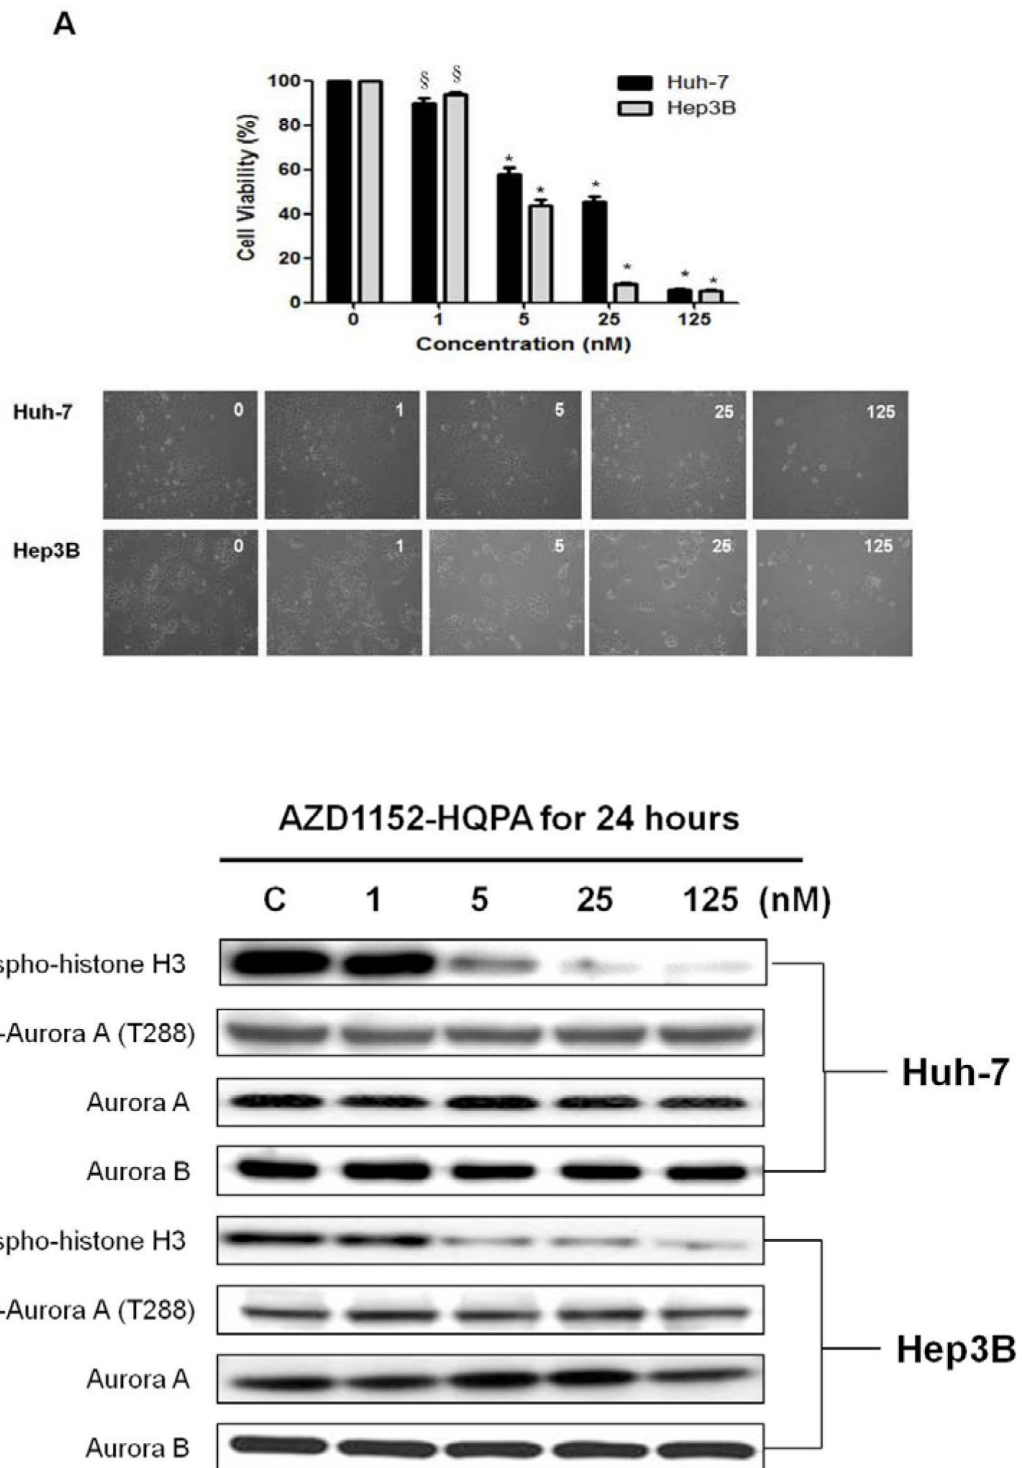 A
§ §
100
80
60
40
20
0
Cell Viability (%)
Huh-7
Hep3B
* * * * * *
0 1 5 25 125
Concentration (nM)
Huh-7 0 1 5 25 125
Hep3B 0 1 5 25 125
AZD1152-HQPA for 24 hours
C 1 5 25 125 (nM)
spho-histone H3
-Aurora A (T288)
Aurora A
Aurora B
Huh-7
spho-histone H3
-Aurora A (T288)
Aurora A
Aurora B
Hep3B